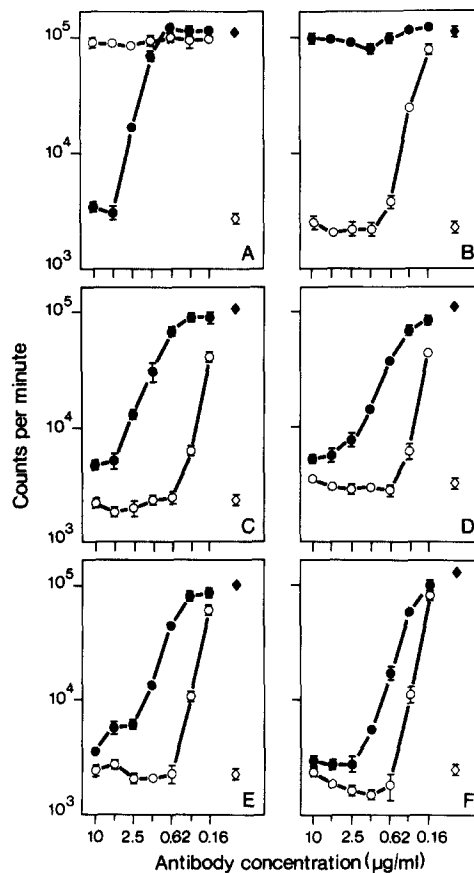 10⁵
10⁴
10³
A
B
10⁵
10⁴
10³
C
D
Counts per minute
10⁵
10⁴
10³
E
F
10 2.5 0.62 0.16
10 2.5 0.62 0.16
Antibody concentration (μg/ml)